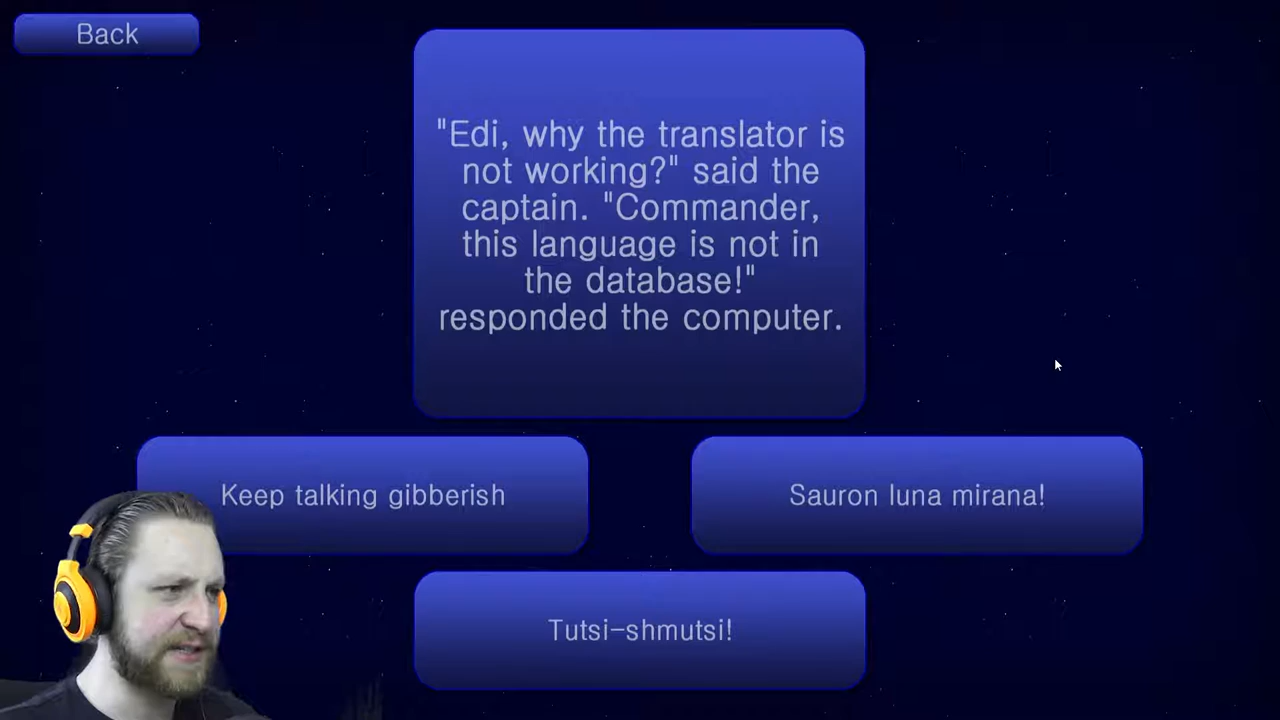 Back
"Edi, why the translator is
not working?" said the
captain. "Commander,
this language is not in
the database!"
responded the computer.
Keep talking gibberish
Sauron luna mirana!
Tutsi-shmutsi!